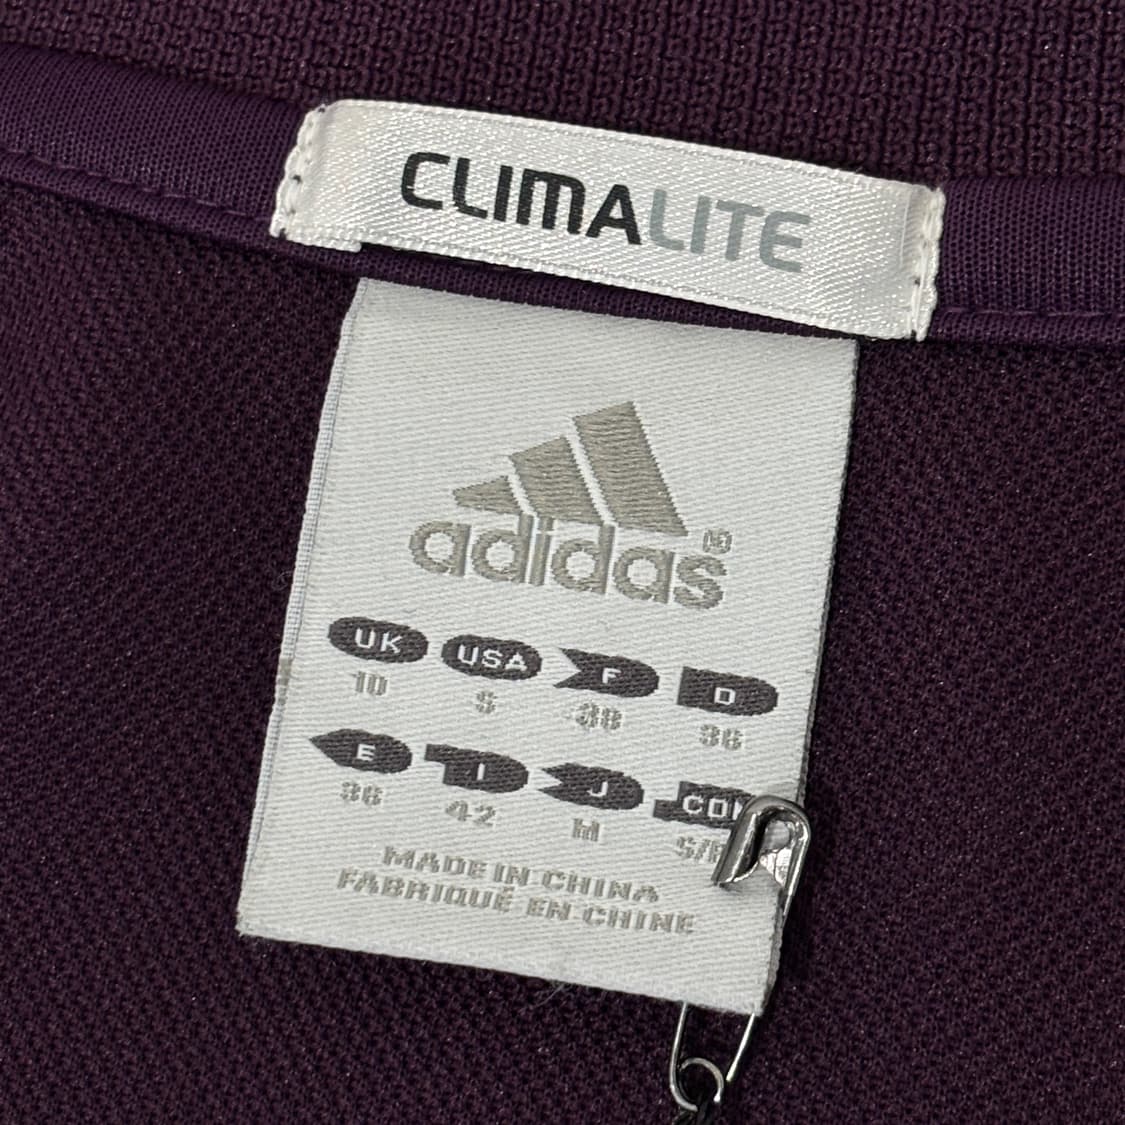 CLIMALITE
adidas®
UK USA F D
10 S 38 36
E I J
36 42 M
MADE IN CHINA
FABRIQUÉ EN CHINE